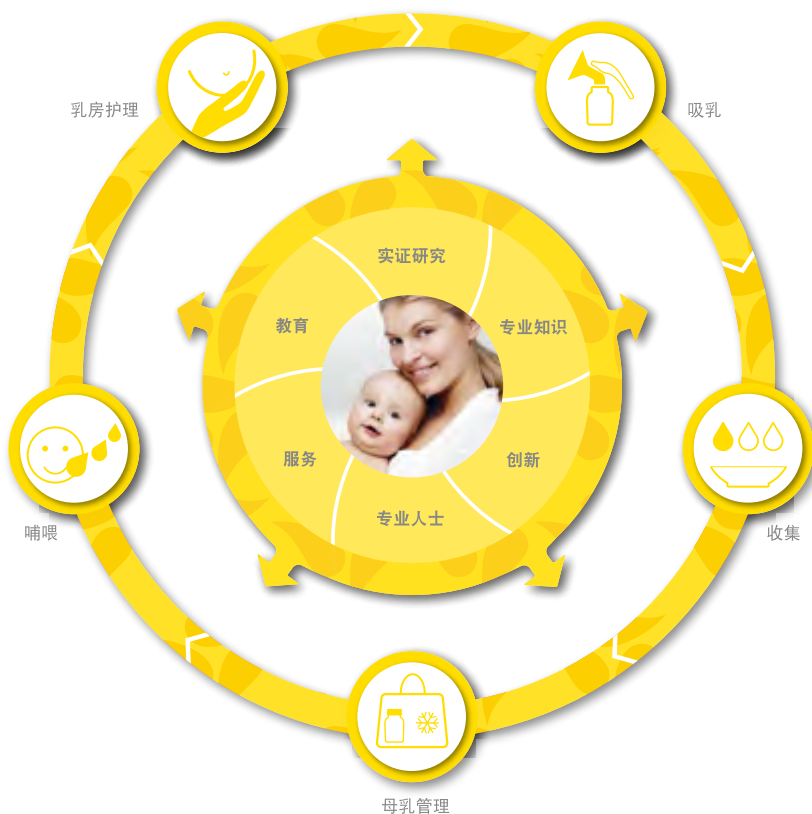 乳房护理
吸乳
实证研究
教育
专业知识
服务
创新
专业人士
哺喂
收集
母乳管理